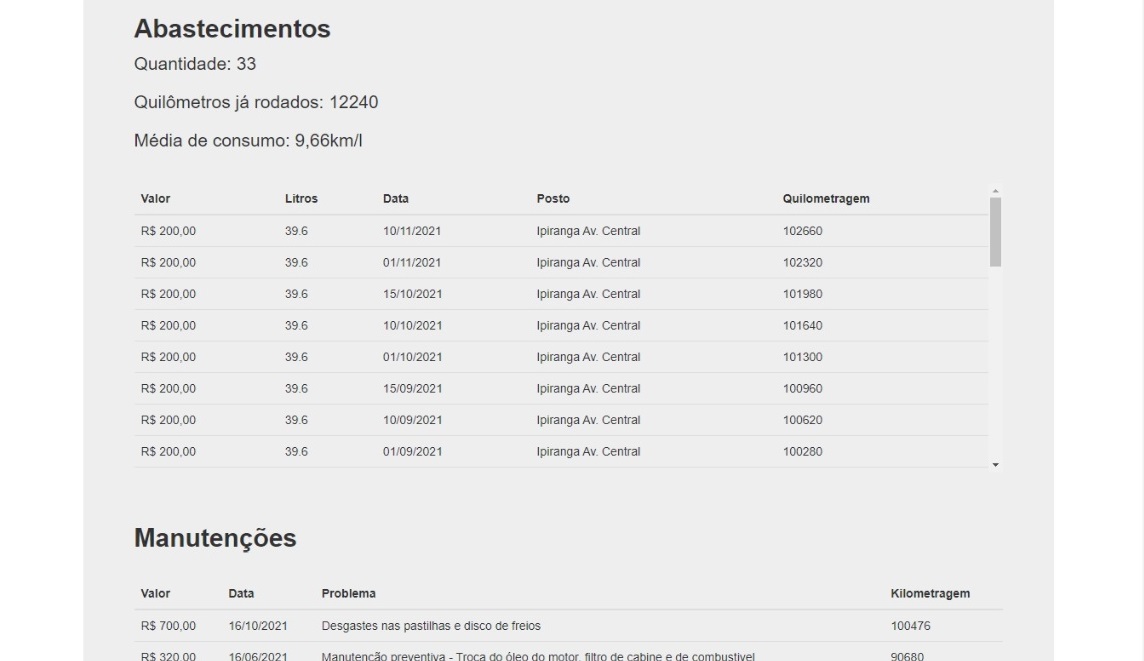 Abastecimentos
Quantidade: 33
Quilômetros já rodados: 12240
Média de consumo: 9,66km/l
Valor Litros Data Posto Quilometragem
R$ 200,00 39.6 10/11/2021 Ipiranga Av. Central 102660
R$ 200,00 39.6 01/11/2021 Ipiranga Av. Central 102320
R$ 200,00 39.6 15/10/2021 Ipiranga Av. Central 101980
R$ 200,00 39.6 10/10/2021 Ipiranga Av. Central 101640
R$ 200,00 39.6 01/10/2021 Ipiranga Av. Central 101300
R$ 200,00 39.6 15/09/2021 Ipiranga Av. Central 100960
R$ 200,00 39.6 10/09/2021 Ipiranga Av. Central 100620
R$ 200,00 39.6 01/09/2021 Ipiranga Av. Central 100280
Manutenções
Valor Data Problema Kilometragem
R$ 700,00 16/10/2021 Desgastes nas pastilhas e disco de freios 100476
R$ 320,00 16/06/2021 Manutenção preventiva - Troca do óleo do motor, filtro de cabine e de combustivel 90680